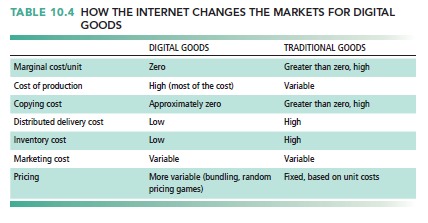 TABLE 10.4 HOW THE INTERNET CHANGES THE MARKETS FOR DIGITAL
GOODS
DIGITAL GOODS TRADITIONAL GOODS
Marginal cost/unit Zero Greater than zero, high
Cost of production High (most of the cost) Variable
Copying cost Approximately zero Greater than zero, high
Distributed delivery cost Low High
Inventory cost Low High
Marketing cost Variable Variable
Pricing More variable (bundling, random Fixed, based on unit costs
pricing games)